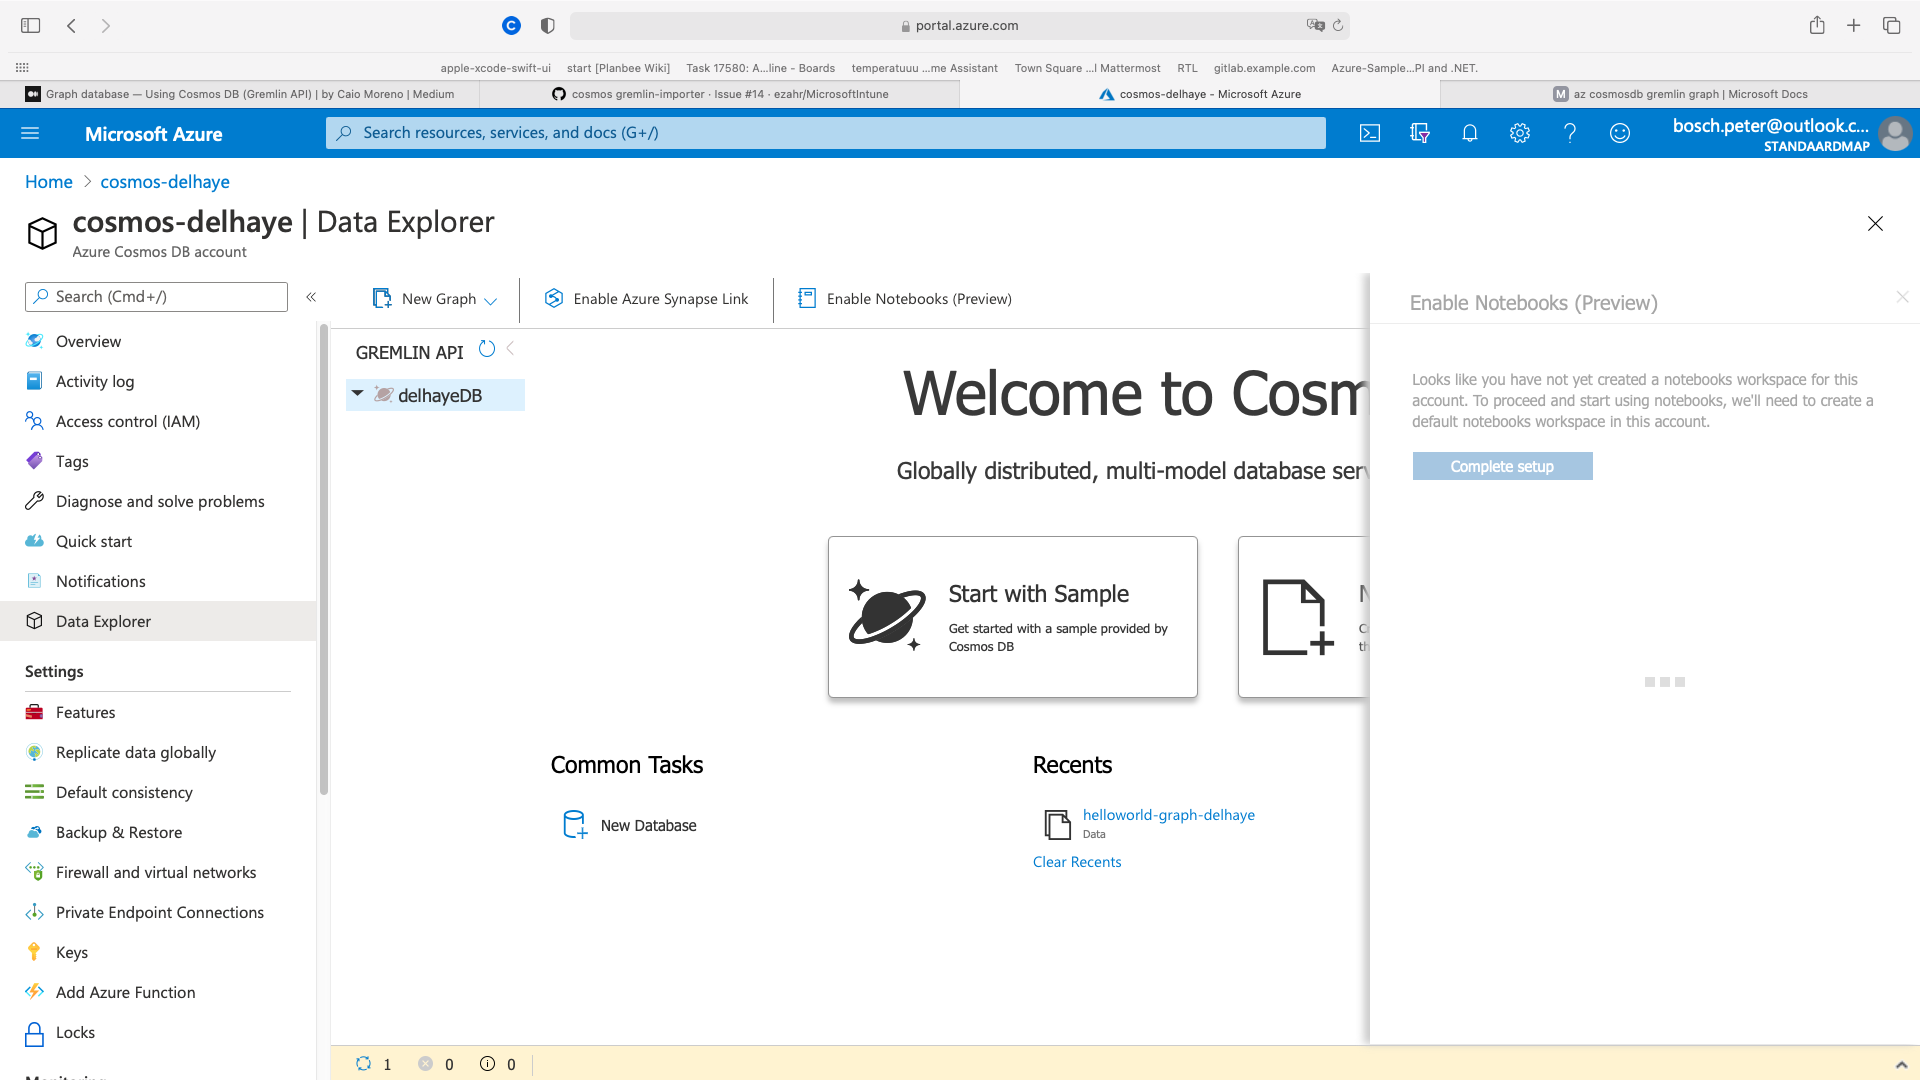 portal.azure.com
apple-xcode-swift-ui
start [Planbee Wiki]
Task 17580: A...line - Boards
temperatuuu ...me Assistant
Town Square ...l Mattermost
RTL
gitlab.example.com
Azure-Sample...PI and .NET.
Graph database — Using Cosmos DB (Gremlin API) | by Caio Moreno | Medium
cosmos gremlin-importer · Issue #14 · ezahr/MicrosoftIntune
cosmos-delhaye - Microsoft Azure
az cosmosdb gremlin graph | Microsoft Docs
Microsoft Azure
Search resources, services, and docs (G+/)
bosch.peter@outlook.c...
STANDAARDMAP
Home > cosmos-delhaye
cosmos-delhaye | Data Explorer
Azure Cosmos DB account
Search (Cmd+/)
«
Overview
Activity log
Access control (IAM)
Tags
Diagnose and solve problems
Quick start
Notifications
Data Explorer
Settings
Features
Replicate data globally
Default consistency
Backup & Restore
Firewall and virtual networks
Private Endpoint Connections
Keys
Add Azure Function
Locks
New Graph
Enable Azure Synapse Link
Enable Notebooks (Preview)
GREMLIN API
delhayeDB
Welcome to Cosm
Globally distributed, multi-model database serv
Start with Sample
Get started with a sample provided by
Cosmos DB
Common Tasks
New Database
Recents
helloworld-graph-delhaye
Data
Clear Recents
Enable Notebooks (Preview)
Looks like you have not yet created a notebooks workspace for this
account. To proceed and start using notebooks, we'll need to create a
default notebooks workspace in this account.
Complete setup
1
0
0